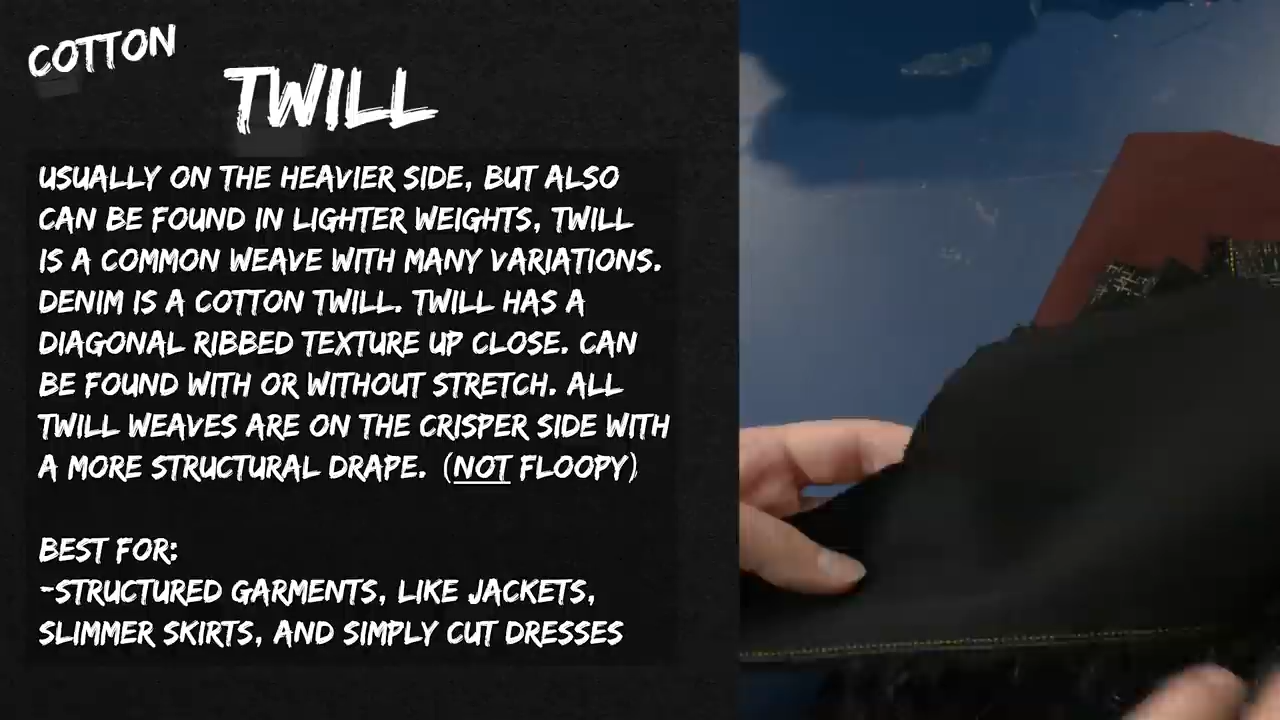 COTTON
TWILL
USUALLY ON THE HEAVIER SIDE, BUT ALSO
CAN BE FOUND IN LIGHTER WEIGHTS, TWILL
IS A COMMON WEAVE WITH MANY VARIATIONS.
DENIM IS A COTTON TWILL. TWILL HAS A
DIAGONAL RIBBED TEXTURE UP CLOSE. CAN
BE FOUND WITH OR WITHOUT STRETCH. ALL
TWILL WEAVES ARE ON THE CRISPER SIDE WITH
A MORE STRUCTURAL DRAPE. (NOT FLOOPY)
BEST FOR:
-STRUCTURED GARMENTS, LIKE JACKETS,
SLIMMER SKIRTS, AND SIMPLY CUT DRESSES